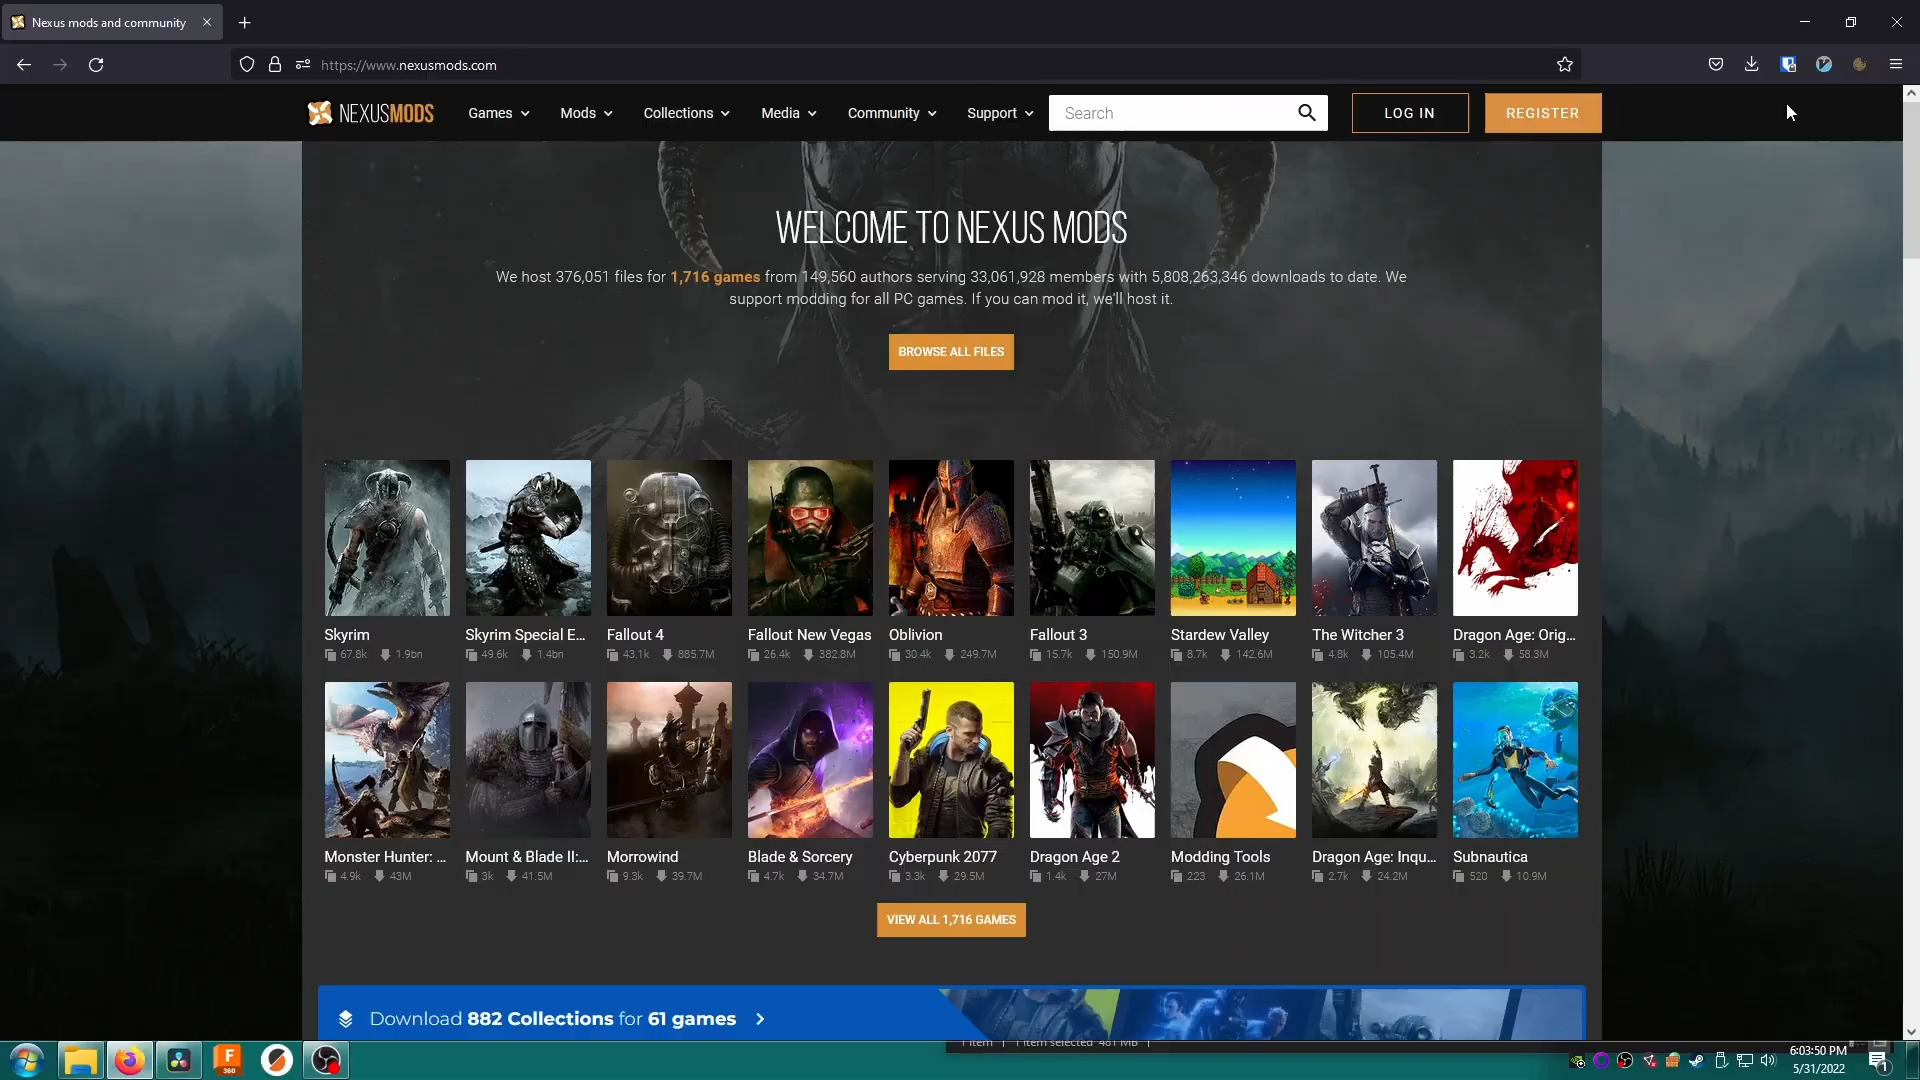 Nexus mods and community
https://www.nexusmods.com
NEXUSMODS
Games
Mods
Collections
Media
Community
Support
Search
LOG IN
REGISTER
WELCOME TO NEXUS MODS
We host 376,051 files for 1,716 games from 149,560 authors serving 33,061,928 members with 5,808,263,346 downloads to date. We
support modding for all PC games. If you can mod it, we'll host it.
BROWSE ALL FILES
Skyrim
67.8k 1.9bn
Skyrim Special E...
49.6k 1.4bn
Fallout 4
43.1k 885.7M
Fallout New Vegas
26.4k 382.8M
Oblivion
30.4k 249.7M
Fallout 3
15.7k 150.9M
Stardew Valley
8.7k 142.6M
The Witcher 3
4.8k 105.4M
Dragon Age: Orig...
3.2k 58.3M
Monster Hunter: ...
4.9k 43M
Mount & Blade II:...
3k 41.5M
Morrowind
9.3k 39.7M
Blade & Sorcery
4.7k 34.7M
Cyberpunk 2077
3.3k 29.5M
Dragon Age 2
1.4k 27M
Modding Tools
223 26.1M
Dragon Age: Inqu...
2.7k 24.2M
Subnautica
520 10.9M
VIEW ALL 1,716 GAMES
Download 882 Collections for 61 games
1 item 1 item selected 481 MB
F
360
6:03:50 PM
5/31/2022
1